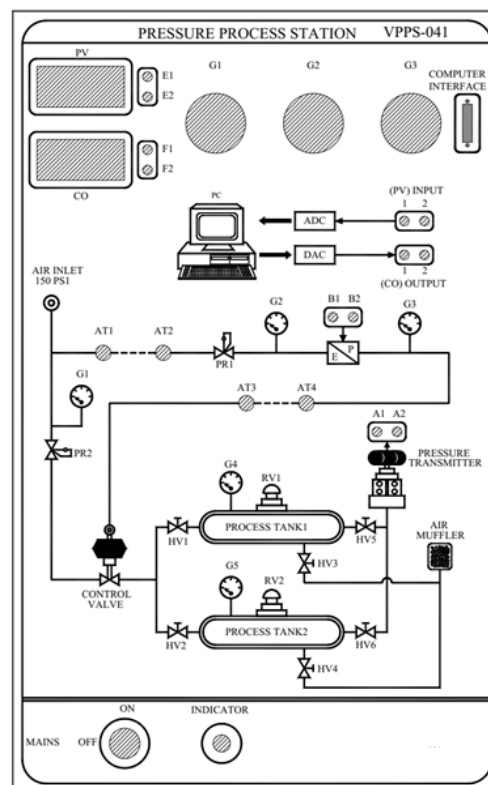 PRESSURE PROCESS STATION VPPS-041
PV
E1
E2
G1
G2
G3
COMPUTER
INTERFACE
F1
F2
CO
PC
ADC
DAC
(PV) INPUT
1 2
1 2
(CO) OUTPUT
AIR INLET
150 PS1
AT1
AT2
PR1
G2
B1 B2
E P
G3
G1
AT3
AT4
PR2
A1 A2
PRESSURE
TRANSMITTER
G4
RV1
PROCESS TANK1
HV1
HV3
HV5
AIR
MUFFLER
CONTROL
VALVE
G5
RV2
PROCESS TANK2
HV2
HV4
HV6
MAINS
ON
OFF
INDICATOR